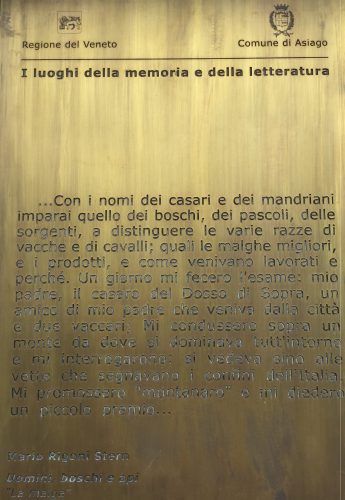 Regione del Veneto
Comune di Asiago
I luoghi della memoria e della letteratura
...Con i nomi dei casari e dei mandriani
imparai quello dei boschi, dei pascoli, delle
sorgenti, a distinguere le varie razze di
vacche e di cavalli; quali le malghe migliori,
e i prodotti, e come venivano lavorati e
perché. Un giorno mi fecero l'esame: mio
padre, il casaro del Dosso di Sopra, un
amico di mio padre che veniva dalla città
e due vaccari; Mi condussero sopra un
monte da dove si dominava tutt'intorno
e mi interrogarono: si vedeva sino alle
vette che segnavano i confini dell'Italia.
Mi promossero "montanaro" e mi diedero
un piccolo premio...
Mario Rigoni Stern
Uomini, boschi e api
"Le malghe"